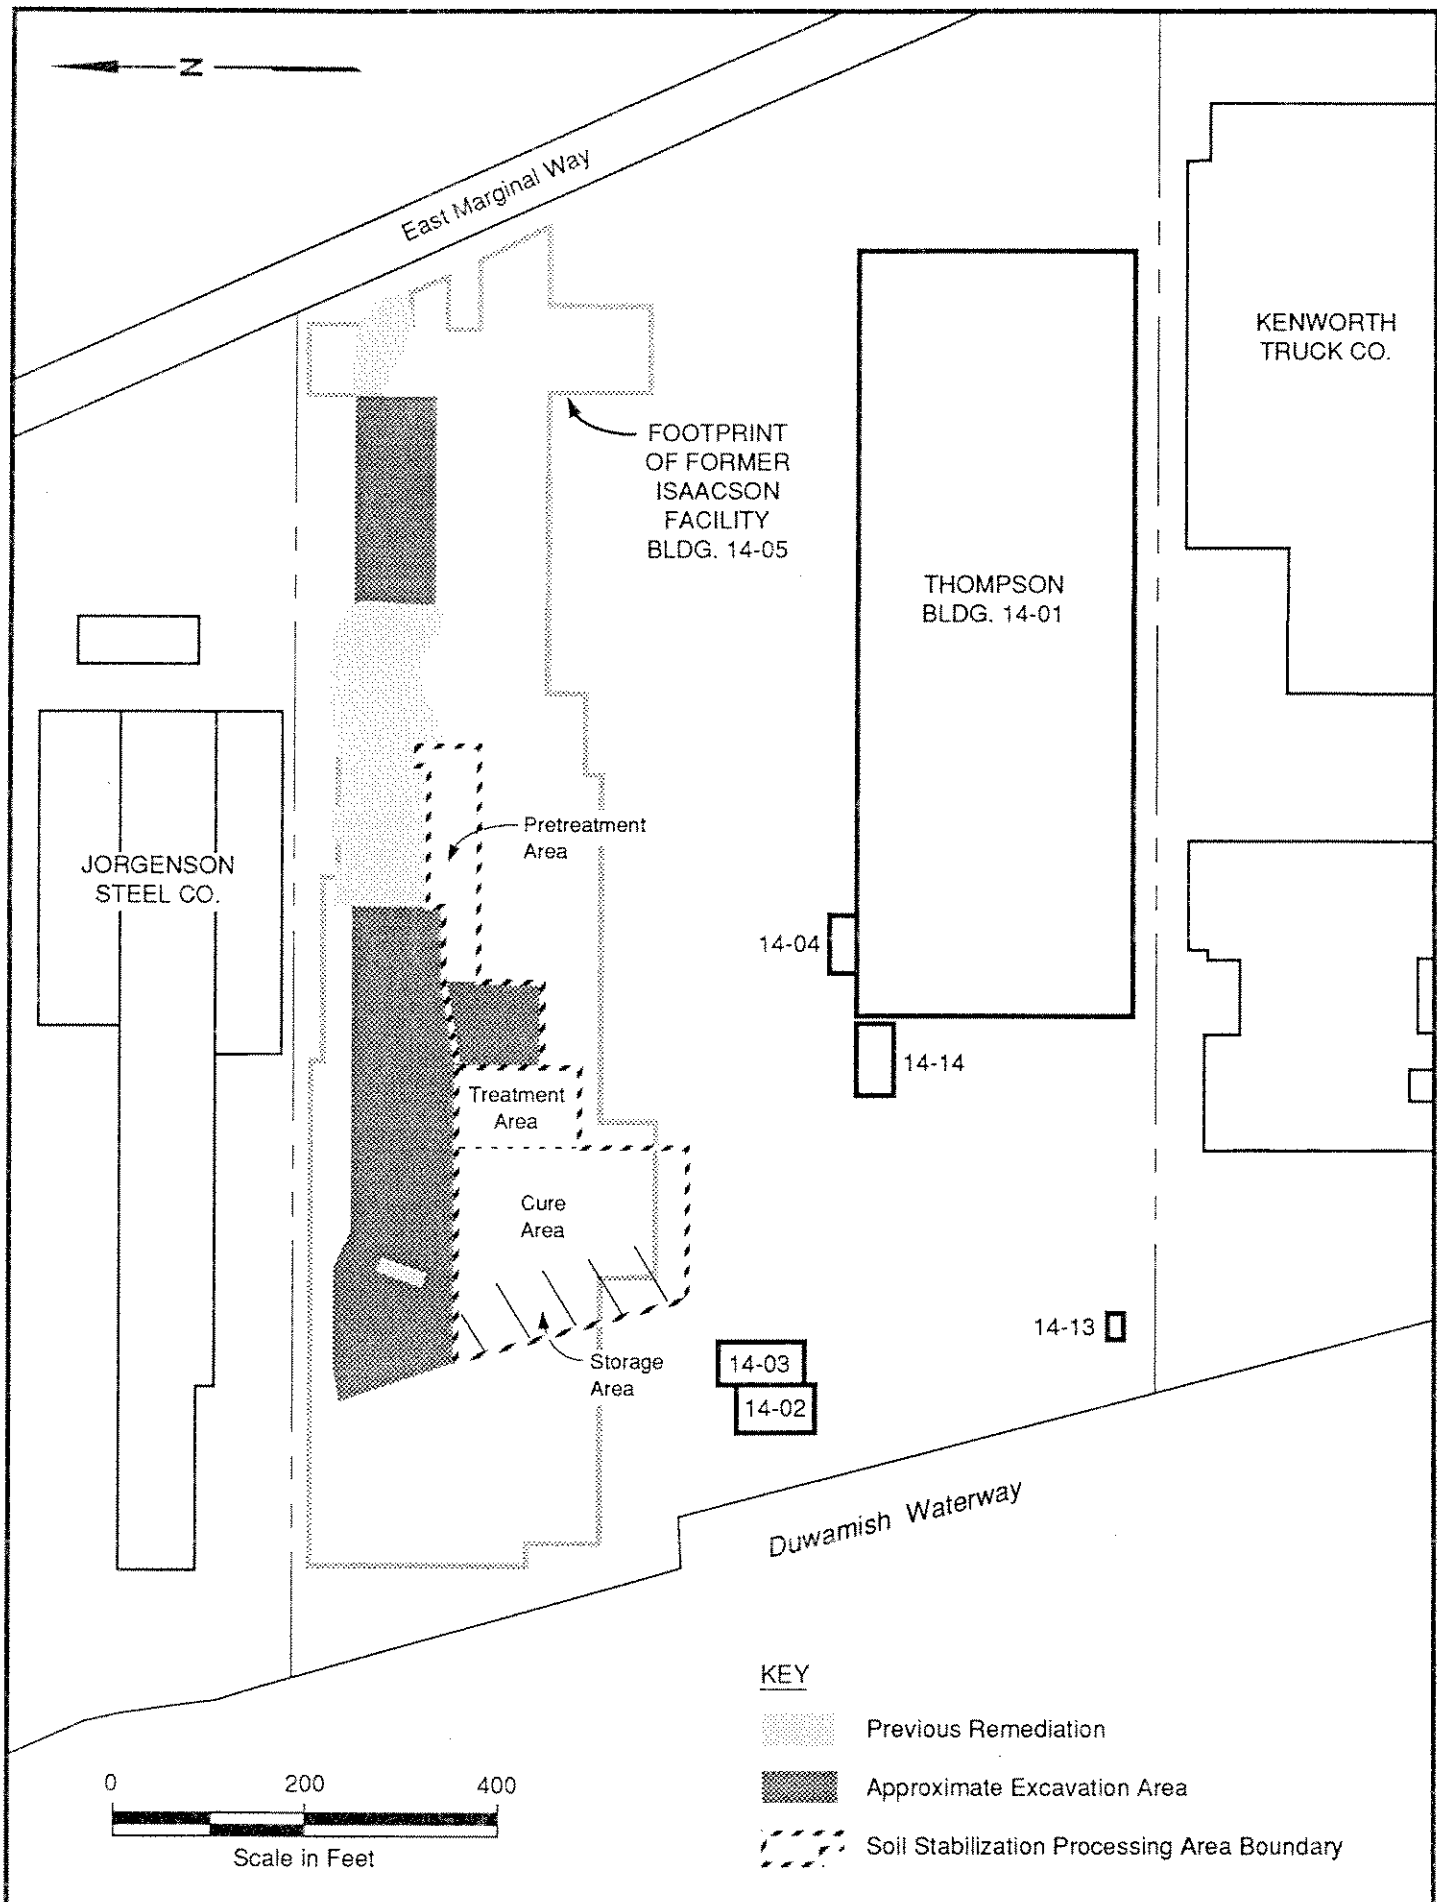 N
East Marginal Way
KENWORTH
TRUCK CO.
FOOTPRINT
OF FORMER
ISAACSON
FACILITY
BLDG. 14-05
THOMPSON
BLDG. 14-01
Pretreatment
Area
JORGENSON
STEEL CO.
14-04
14-14
Treatment
Area
Cure
Area
14-13
Storage
Area
14-03
14-02
Duwamish Waterway
KEY
Previous Remediation
Approximate Excavation Area
Soil Stabilization Processing Area Boundary
0 200 400
Scale in Feet